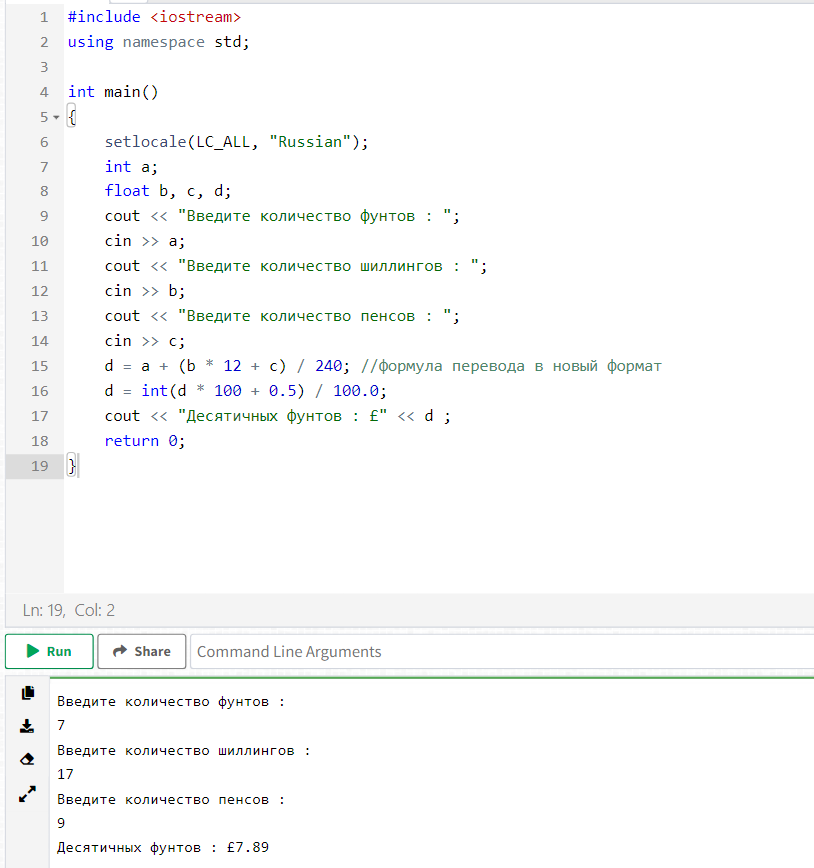 1 #include <iostream>
2 using namespace std;
3
4 int main()
5 {
6 setlocale(LC_ALL, "Russian");
7 int a;
8 float b, c, d;
9 cout << "Введите количество фунтов : ";
10 cin >> a;
11 cout << "Введите количество шиллингов : ";
12 cin >> b;
13 cout << "Введите количество пенсов : ";
14 cin >> c;
15 d = a + (b * 12 + c) / 240; //формула перевода в новый формат
16 d = int(d * 100 + 0.5) / 100.0;
17 cout << "Десятичных фунтов : £" << d ;
18 return 0;
19 }
Ln: 19, Col: 2
Run Share Command Line Arguments
Введите количество фунтов :
7
Введите количество шиллингов :
17
Введите количество пенсов :
9
Десятичных фунтов : £7.89